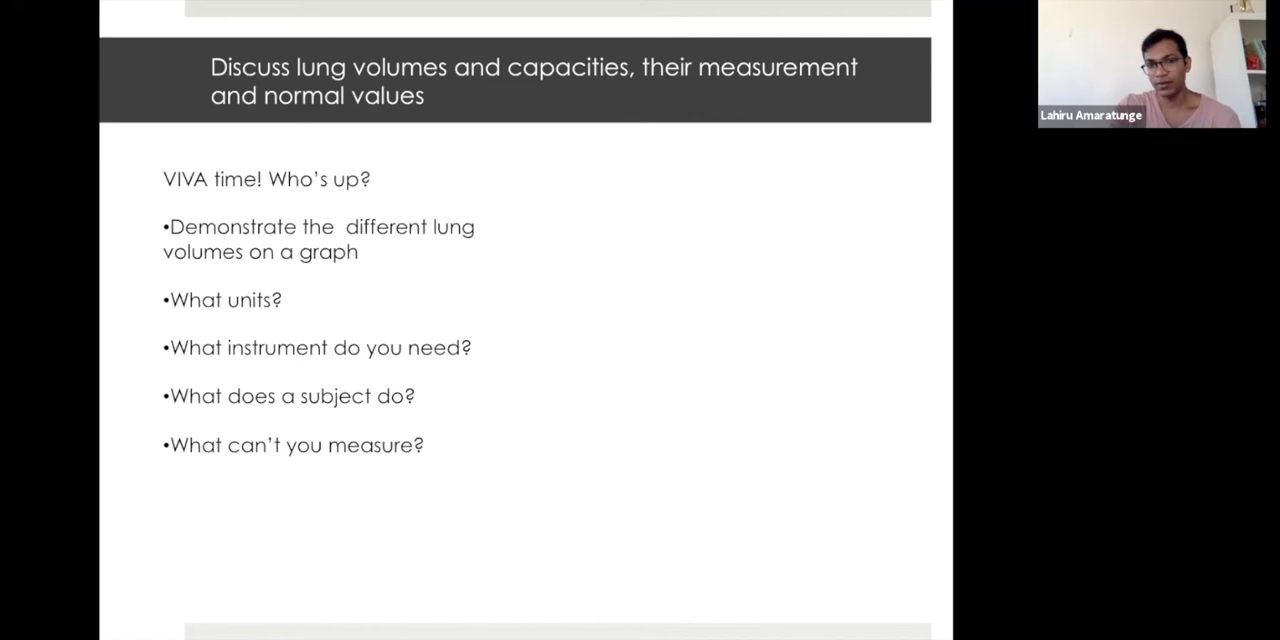 Discuss lung volumes and capacities, their measurement
and normal values
Lahiru Amaratunge
VIVA time! Who's up?
•Demonstrate the  different lung
volumes on a graph
•What units?
•What instrument do you need?
•What does a subject do?
•What can't you measure?